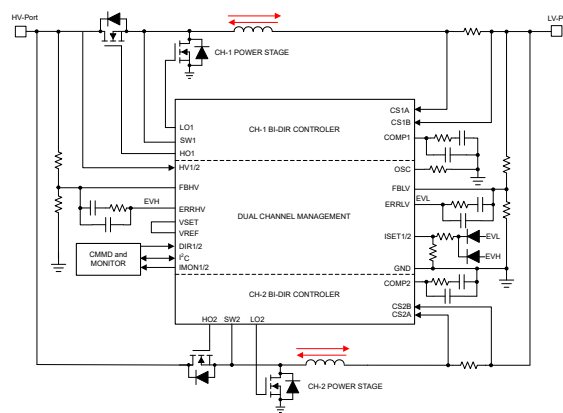 HV-Port
LV-P
CH-1 POWER STAGE
CS1A
CS1B
LO1
CH-1 BI-DIR CONTROLER
COMP1
SW1
HO1
OSC
HV1/2
FBHV
FBLV
EVH
ERRHV
ERRLV
EVL
VSET
DUAL CHANNEL MANAGEMENT
VREF
ISET1/2
EVL
CMMD and
MONITOR
DIR1/2
I²C
EVH
IMON1/2
GND
COMP2
CH-2 BI-DIR CONTROLER
CS2B
HO2 SW2 LO2
CS2A
CH-2 POWER STAGE